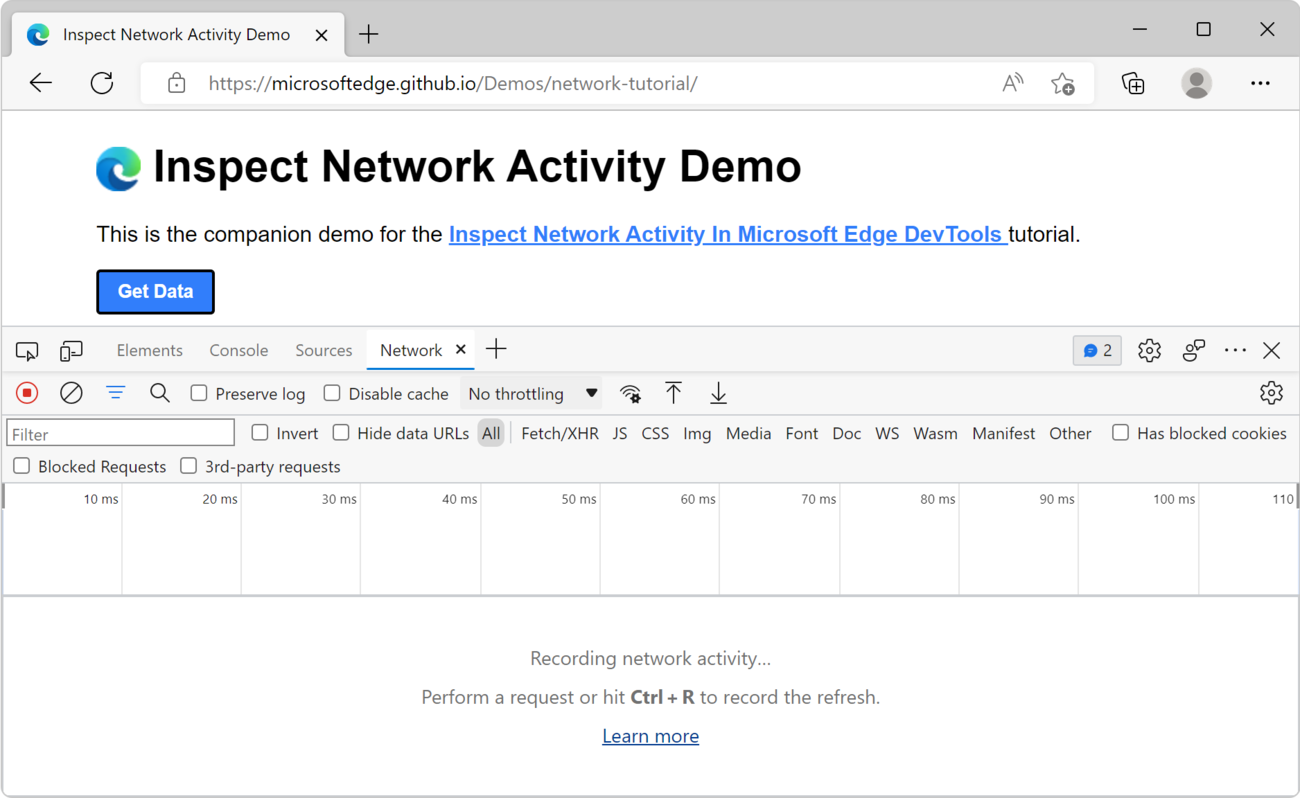 Inspect Network Activity Demo
https://microsoftedge.github.io/Demos/network-tutorial/
Inspect Network Activity Demo
This is the companion demo for the Inspect Network Activity In Microsoft Edge DevTools tutorial.
Get Data
Elements Console Sources Network 2
Preserve log Disable cache No throttling
Filter Invert Hide data URLs All Fetch/XHR JS CSS Img Media Font Doc WS Wasm Manifest Other Has blocked cookies
Blocked Requests 3rd-party requests
10 ms 20 ms 30 ms 40 ms 50 ms 60 ms 70 ms 80 ms 90 ms 100 ms 110
Recording network activity...
Perform a request or hit Ctrl + R to record the refresh.
Learn more